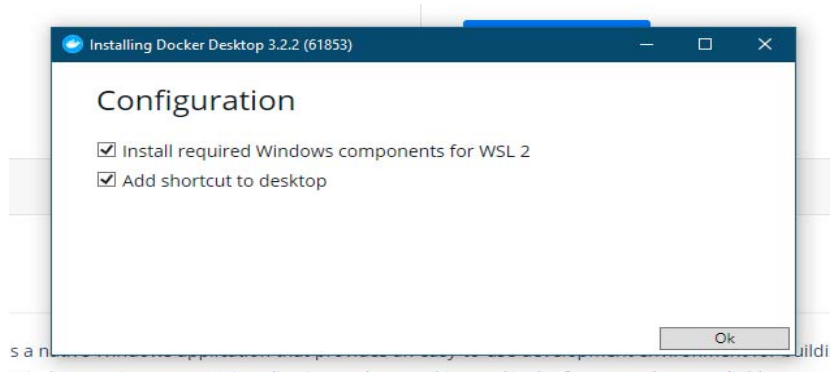 Installing Docker Desktop 3.2.2 (61853)
Configuration
Install required Windows components for WSL 2
Add shortcut to desktop
Ok
s a